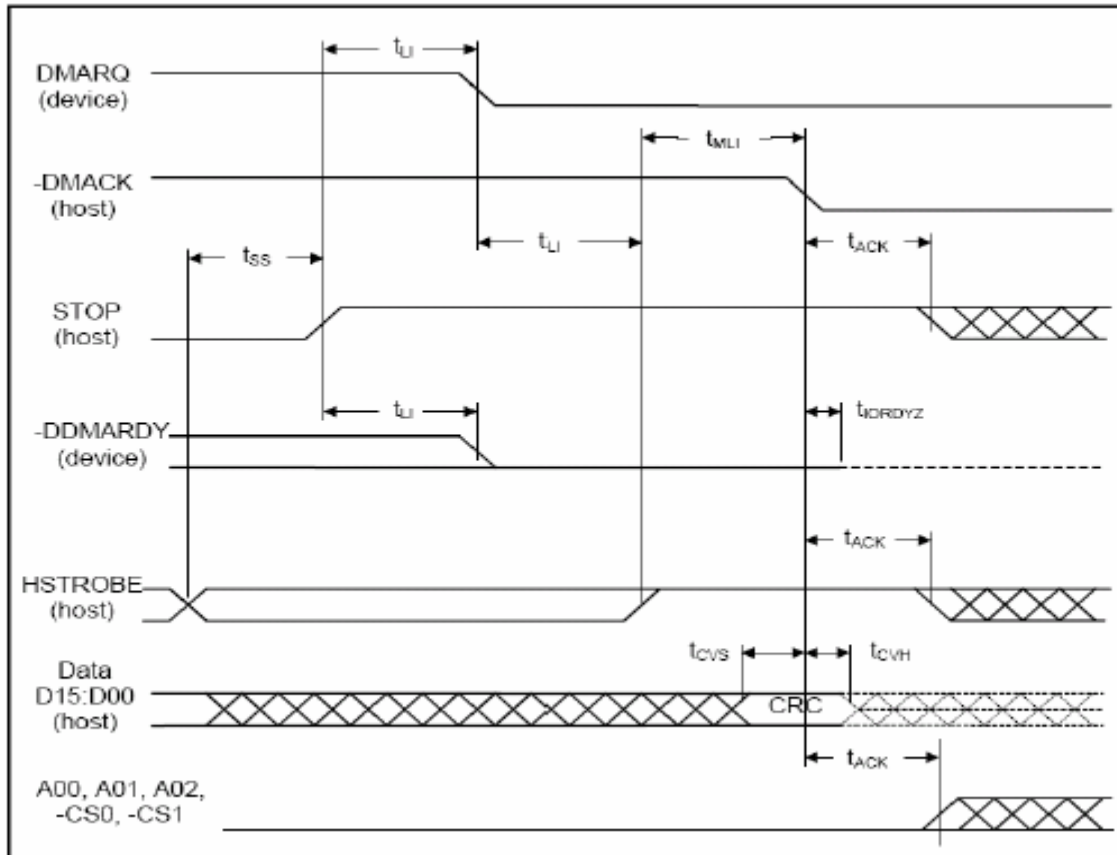 tLI
DMARQ
(device)
tMLI
-DMACK
(host)
tSS
tLI
tACK
STOP
(host)
tLI
tIORDYZ
-DDMARDY
(device)
tACK
HSTROBE
(host)
tCVS
tCVH
Data
D15:D00
(host)
CRC
tACK
A00, A01, A02,
-CS0, -CS1